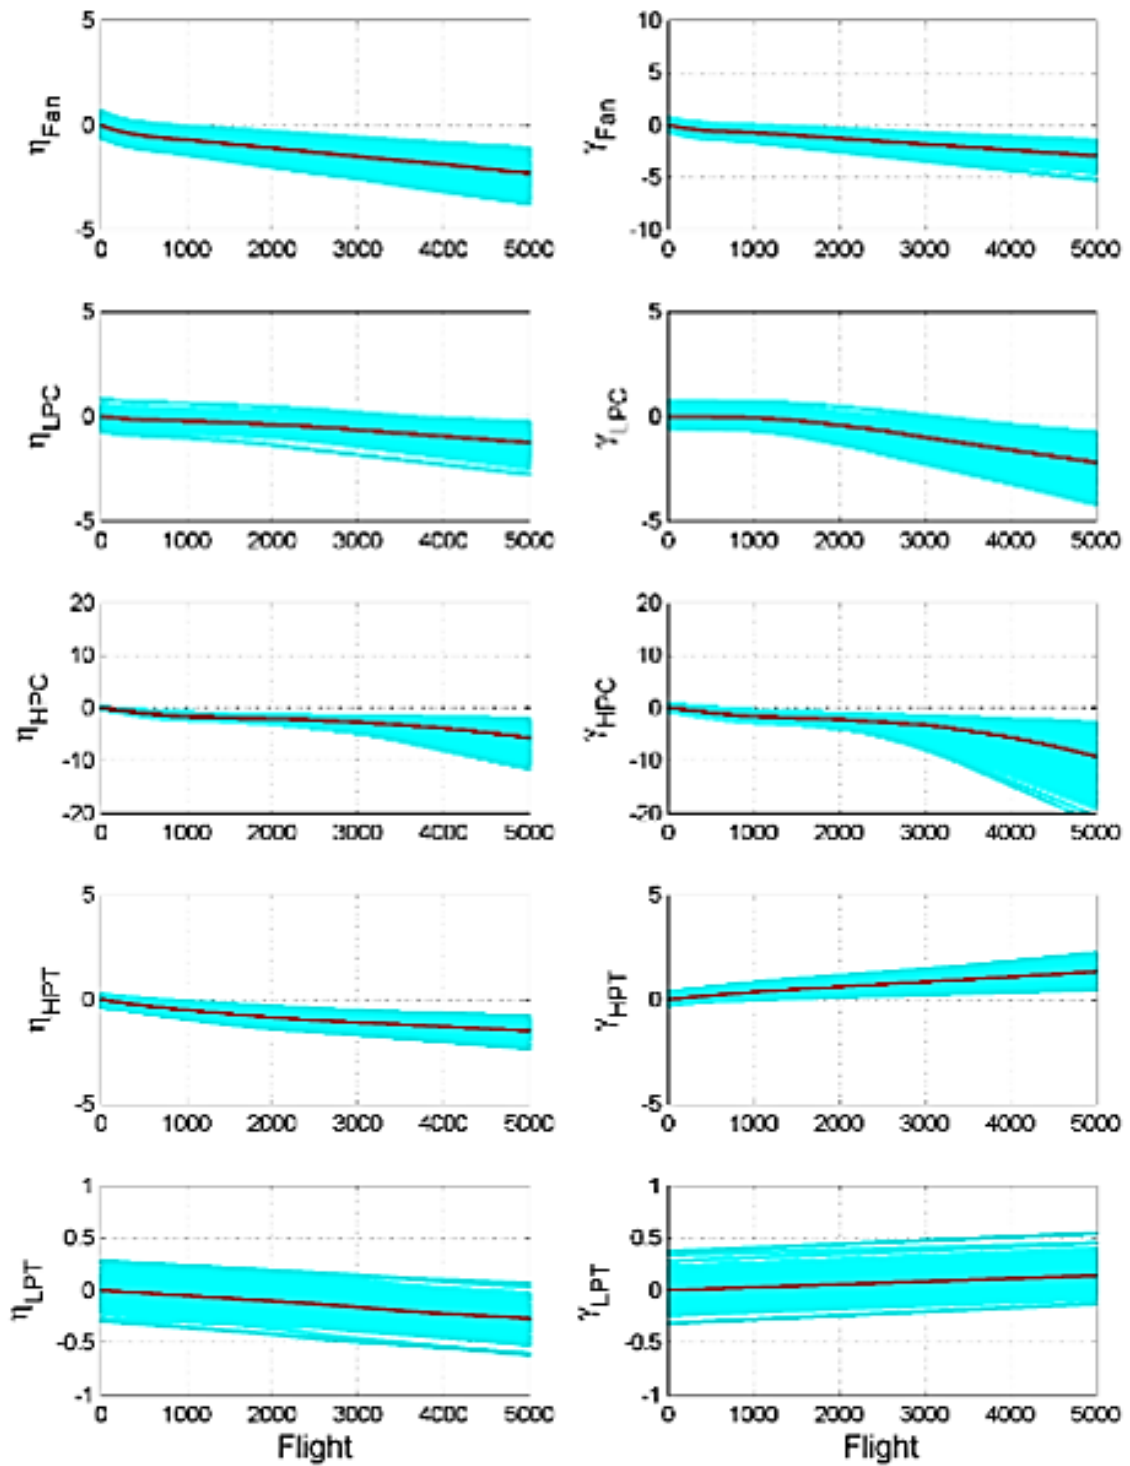 5 10
η_Fan 0 γ_Fan 5 0 -5
-5 -10
0 1000 2000 3000 4000 5000 0 1000 2000 3000 4000 5000
5 5
η_LPC 0 γ_LPC 0
-5 -5
0 1000 2000 3000 4000 5000 0 1000 2000 3000 4000 5000
20 20
10 10
η_HPC 0 γ_HPC 0
-10 -10
-20 -20
0 1000 2000 3000 4000 5000 0 1000 2000 3000 4000 5000
5 5
η_HPT 0 γ_HPT 0
-5 -5
0 1000 2000 3000 4000 5000 0 1000 2000 3000 4000 5000
1 1
0.5 0.5
η_LPT 0 γ_LPT 0
-0.5 -0.5
-1 -1
0 1000 2000 3000 4000 5000 0 1000 2000 3000 4000 5000
Flight Flight